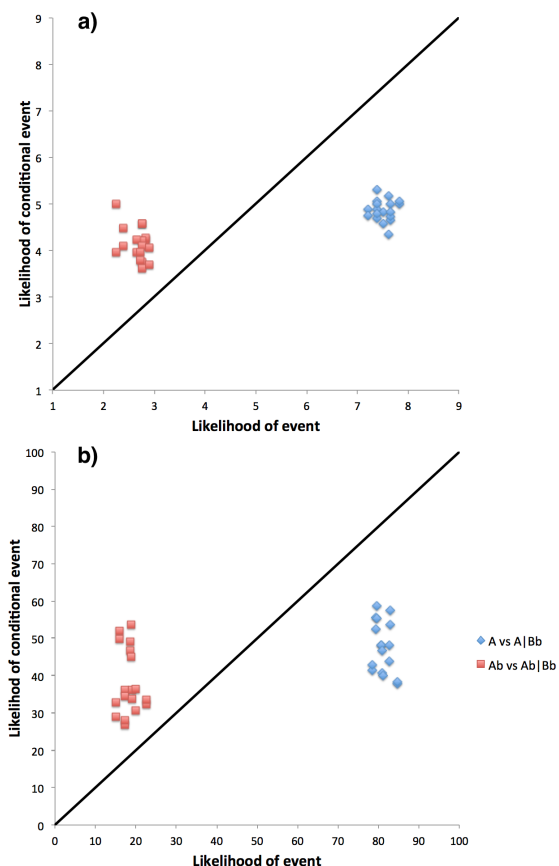 a)
Likelihood of conditional event
9
8
7
6
5
4
3
2
1
1 2 3 4 5 6 7 8 9
Likelihood of event
b)
Likelihod of conditional event
100
90
80
70
60
50
40
30
20
10
0
0 10 20 30 40 50 60 70 80 90 100
Likelihood of event
A vs A|Bb
Ab vs Ab|Bb